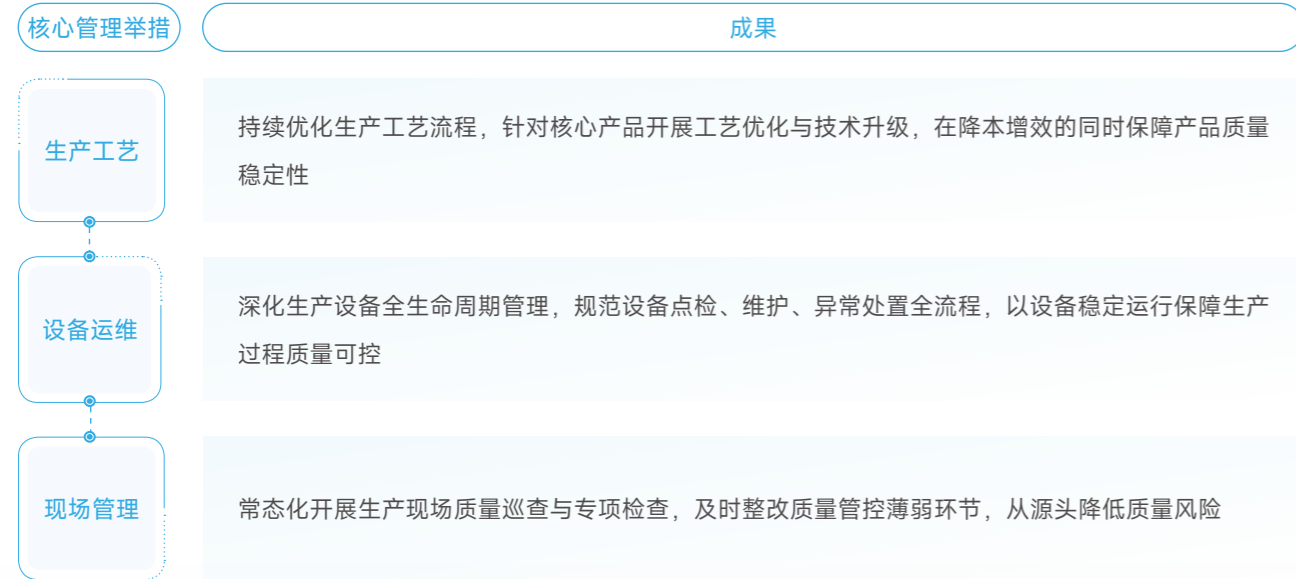 核心管理举措
成果
生产工艺
持续优化生产工艺流程，针对核心产品开展工艺优化与技术升级，在降本增效的同时保障产品质量
稳定性
设备运维
深化生产设备全生命周期管理，规范设备点检、维护、异常处置全流程，以设备稳定运行保障生产
过程质量可控
现场管理
常态化开展生产现场质量巡查与专项检查，及时整改质量管控薄弱环节，从源头降低质量风险